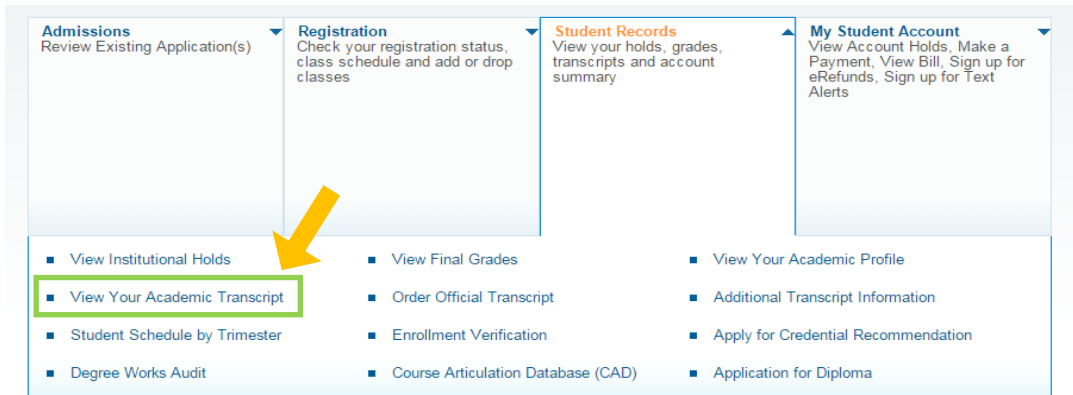 Admissions
Review Existing Application(s)
Registration
Check your registration status,
class schedule and add or drop
classes
Student Records
View your holds, grades,
transcripts and account
summary
My Student Account
View Account Holds, Make a
Payment, View Bill, Sign up for
eRefunds, Sign up for Text
Alerts
View Institutional Holds
View Final Grades
View Your Academic Profile
View Your Academic Transcript
Order Official Transcript
Additional Transcript Information
Student Schedule by Trimester
Enrollment Verification
Apply for Credential Recommendation
Degree Works Audit
Course Articulation Database (CAD)
Application for Diploma